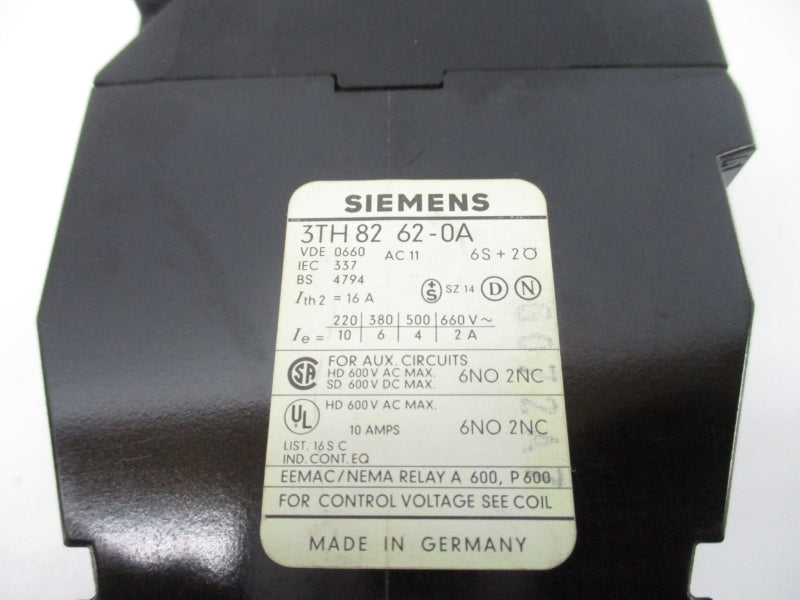 SIEMENS
3TH 82 62-0A
VDE 0660 AC 11 6S + 2Ö
IEC 337
BS 4794
Ith2 = 16 A
S SZ 14 D N
220 380 500 660 V ~
Ie = 10 6 4 2 A
SA FOR AUX. CIRCUITS
HD 600 V AC MAX. 6NO 2NC
SD 600 V DC MAX.
UL HD 600 V AC MAX.
10 AMPS 6NO 2NC
LIST. 16 S C
IND. CONT. EQ
EEMAC/NEMA RELAY A 600, P 600
FOR CONTROL VOLTAGE SEE COIL
MADE IN GERMANY